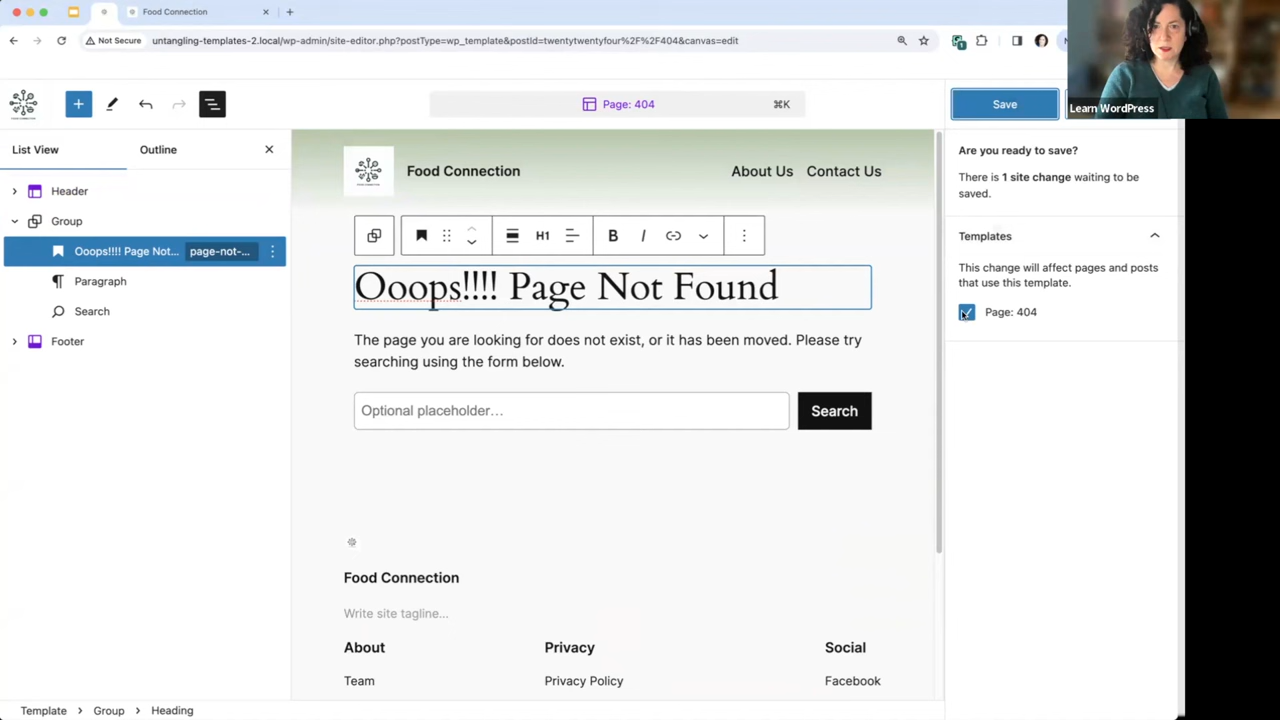 Food Connection
Not Secure
untangling-templates-2.local/wp-admin/site-editor.php?postType=wp_template&postId=twentytwentyfour%2F%2F404&canvas=edit
Learn WordPress
Page: 404
⌘K
Save
List View
Outline
Header
Group
Ooops!!!! Page Not...
page-not-...
Paragraph
Search
Footer
Food Connection
About Us
Contact Us
H1
B
I
Ooops!!!! Page Not Found
The page you are looking for does not exist, or it has been moved. Please try
searching using the form below.
Optional placeholder…
Search
Food Connection
Write site tagline…
About
Privacy
Social
Team
Privacy Policy
Facebook
Are you ready to save?
There is 1 site change waiting to be
saved.
Templates
This change will affect pages and posts
that use this template.
Page: 404
Template
Group
Heading